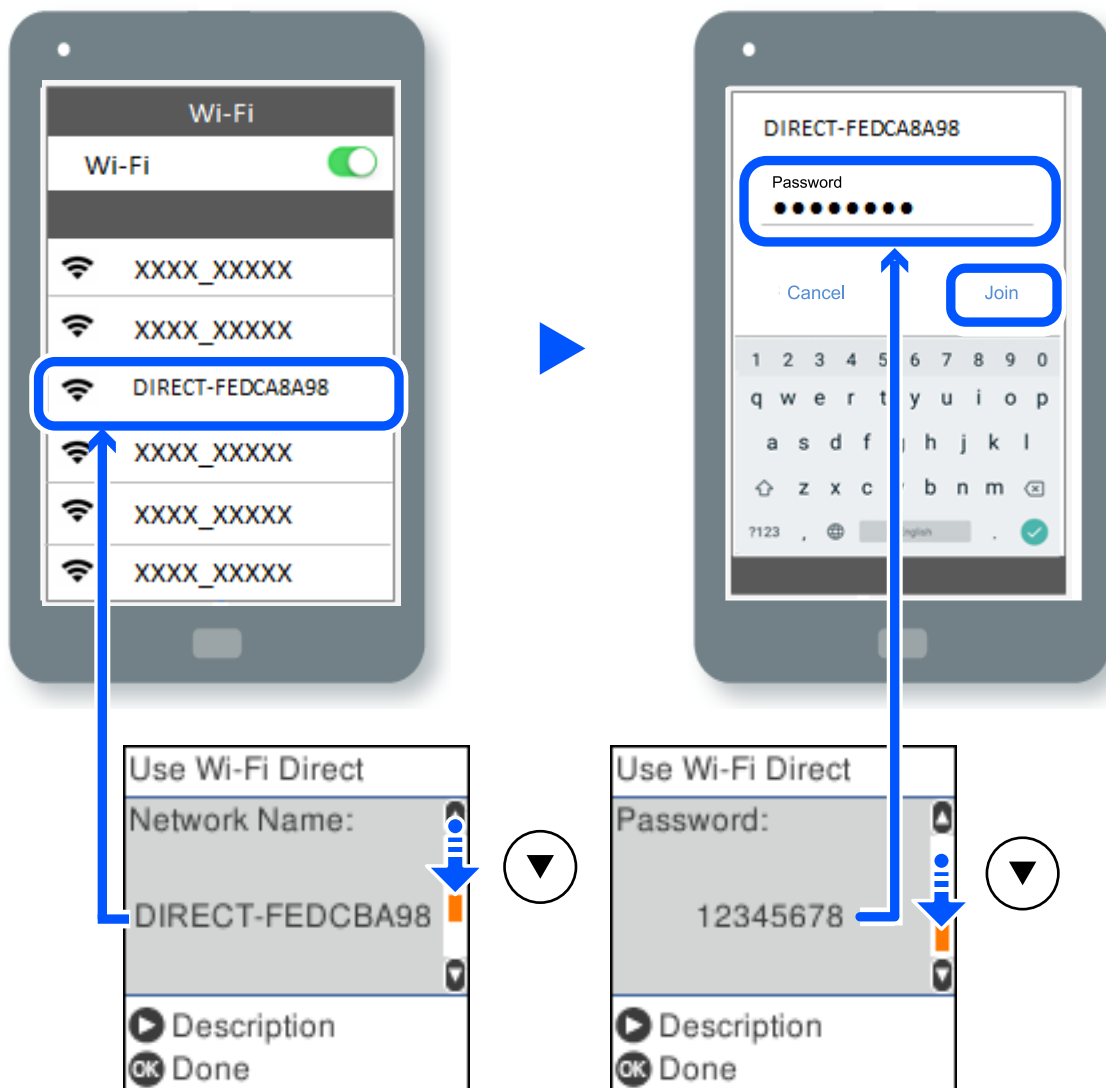 Wi-Fi
Wi-Fi
XXXX_XXXXX
XXXX_XXXXX
DIRECT-FEDCA8A98
XXXX_XXXXX
XXXX_XXXXX
XXXX_XXXXX
DIRECT-FEDCA8A98
Password
Cancel
Join
1 2 3 4 5 6 7 8 9 0
q w e r t y u i o p
a s d f j h j k l
z x c b n m
?123 , .
Use Wi-Fi Direct
Network Name:
DIRECT-FEDCBA98
Description
OK Done
Use Wi-Fi Direct
Password:
12345678
Description
OK Done